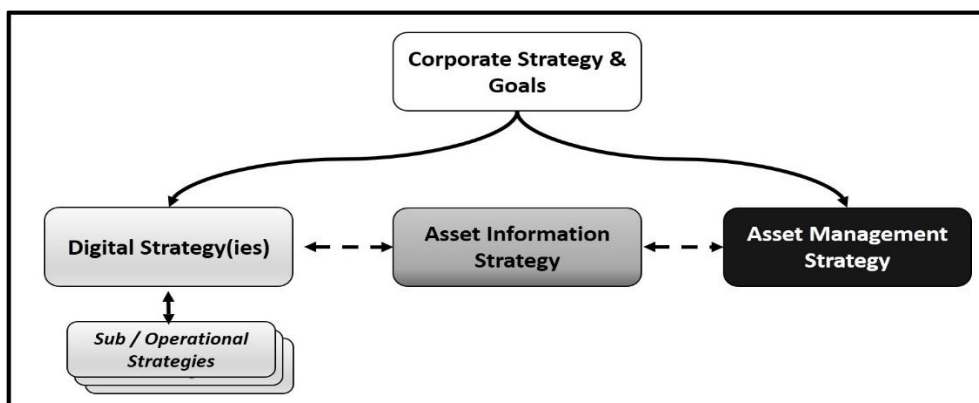 Corporate Strategy &
Goals
Digital Strategy(ies)
Asset Information
Strategy
Asset Management
Strategy
Sub / Operational
Strategies